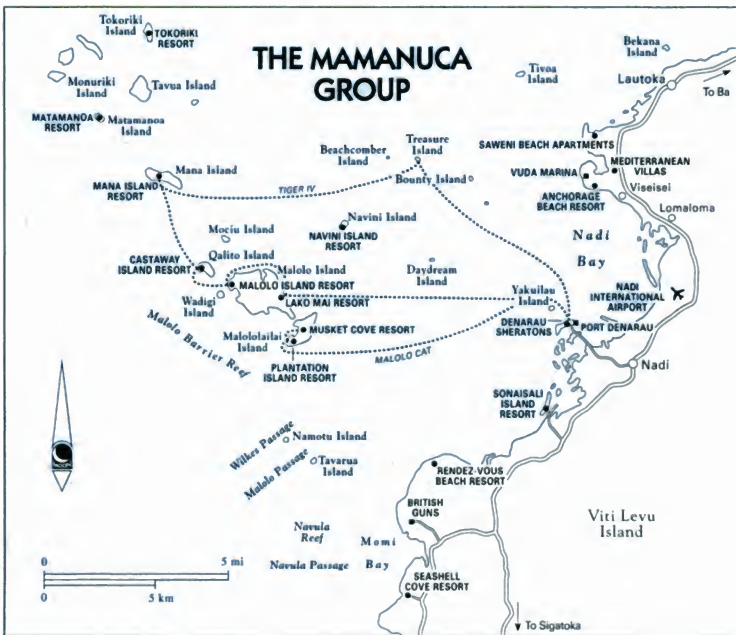 THE MAMANUCA
GROUP
Tokoriki
Island
TOKORIKI
RESORT
Monuriki
Island
Tavua Island
MATAMANOA
RESORT
Matamanoa
Island
Tivoa
Island
Bekana
Island
Lautoka
To Ba
SAWENI BEACH APARTMENTS
MEDITERRANEAN
VILLAS
VUDA MARINA
Viseisei
ANCHORAGE
BEACH RESORT
Lomaloma
Treasure
Island
Beachcomber
Island
Bounty Island
Mana Island
MANA ISLAND
RESORT
TIGER IV
Mociu Island
Navini Island
NAVINI ISLAND
RESORT
Nadi
Bay
CASTAWAY
ISLAND RESORT
Qalito Island
Malolo Island
MALOLO ISLAND RESORT
LAKO MAI RESORT
Wadigi
Island
Daydream
Island
Yakuilau
Island
NADI
INTERNATIONAL
AIRPORT
DENARAU
SHERATONS
PORT DENARAU
Malolo Barrier Reef
Malololailai
Island
MUSKET COVE RESORT
PLANTATION
ISLAND RESORT
MALOLO CAT
Nadi
SONAISALI
ISLAND
RESORT
Wilkes Passage
Namotu Island
Malolo Passage
Tavarua
Island
RENDEZ-VOUS
BEACH RESORT
BRITISH
GUNS
Viti Levu
Island
Navula
Reef
Momi
Bay
Navula Passage
SEASHELL
COVE RESORT
To Sigatoka
MOON
0
5 mi
0
5 km